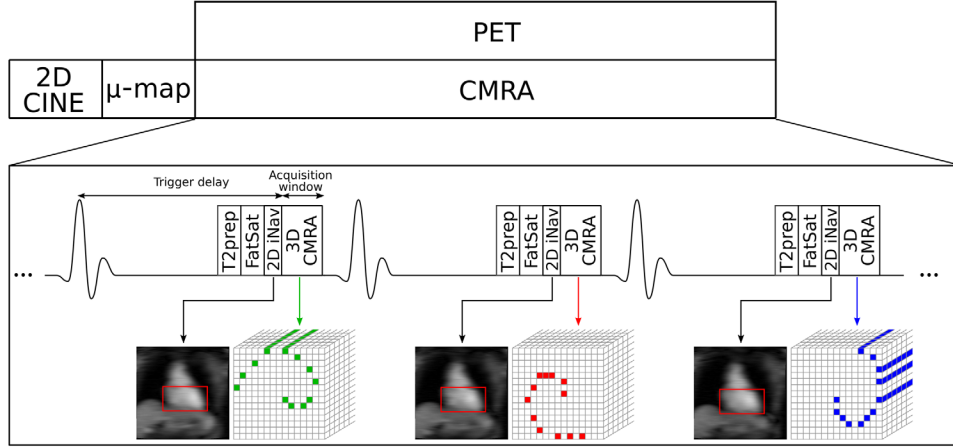 PET
2D
CINE
μ-map
CMRA
Trigger delay
Acquisition
window
T2prep
FatSat
2D iNav
3D
CMRA
T2prep
FatSat
2D iNav
3D
CMRA
T2prep
FatSat
2D iNav
3D
CMRA
...
...